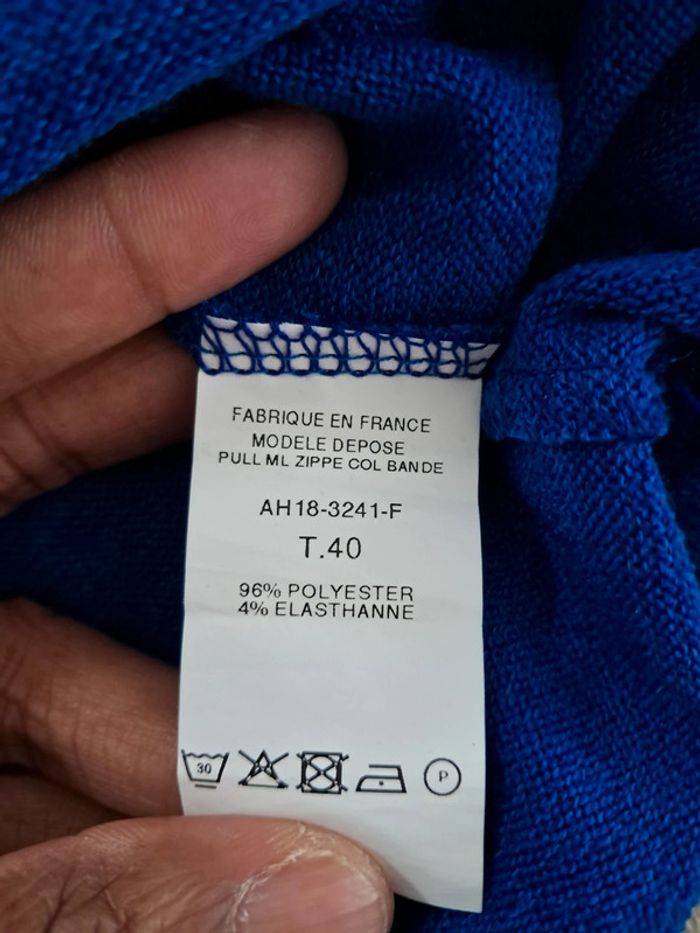 FABRIQUE EN FRANCE
MODELE DEPOSE
PULL ML ZIPPE COL BANDE
AH18-3241-F
T.40
96% POLYESTER
4% ELASTHANNE
30
P